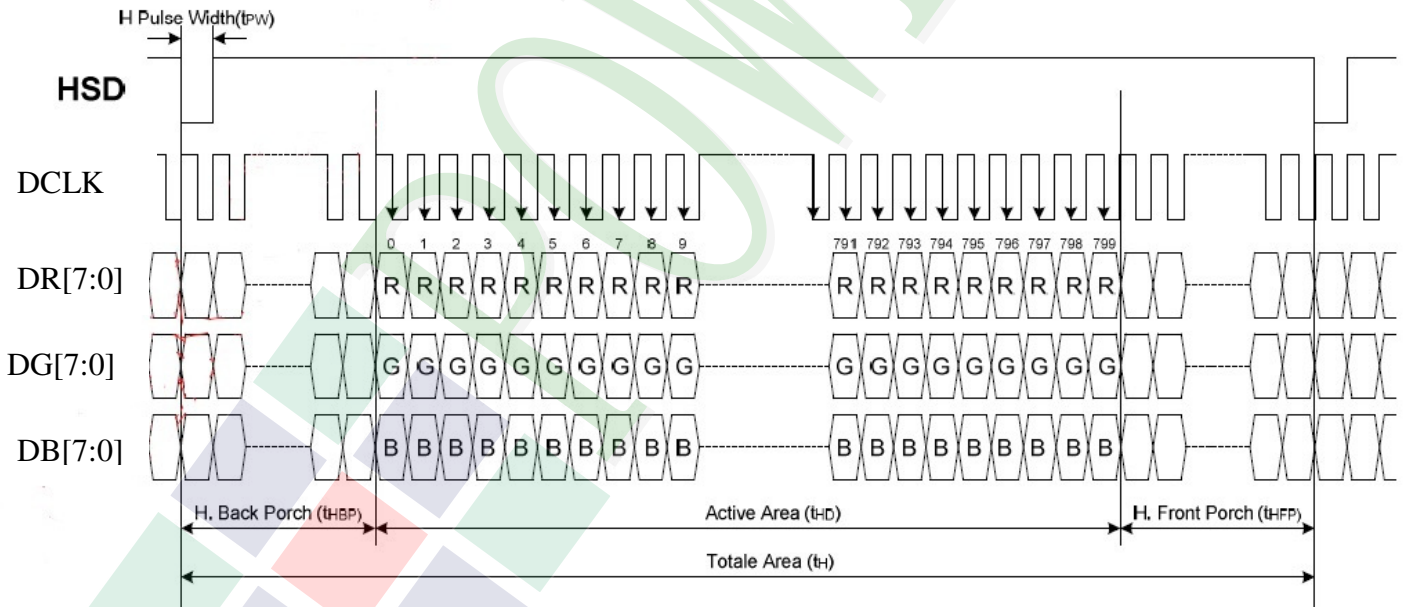 H Pulse Width(tPW)
HSD
DCLK
0 1 2 3 4 5 6 7 8 9 791 792 793 794 795 796 797 798 799
DR[7:0] R R R R R R R R R R R R R R R R R R R
DG[7:0] G G G G G G G G G G G G G G G G G G G
DB[7:0] B B B B B B B B B B B B B B B B B B B
H. Back Porch (tHBP) Active Area (tHD) H. Front Porch (tHFP)
Totale Area (tH)